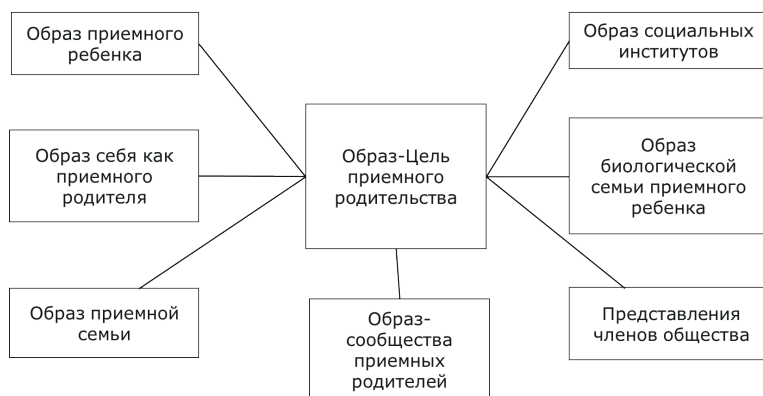 Образ приемного
ребенка
Образ социальных
институтов
Образ-Цель
приемного
родительства
Образ себя как
приемного
родителя
Образ
биологической
семьи приемного
ребенка
Образ приемной
семьи
Образ-
сообщества
приемных
родителей
Представления
членов общества